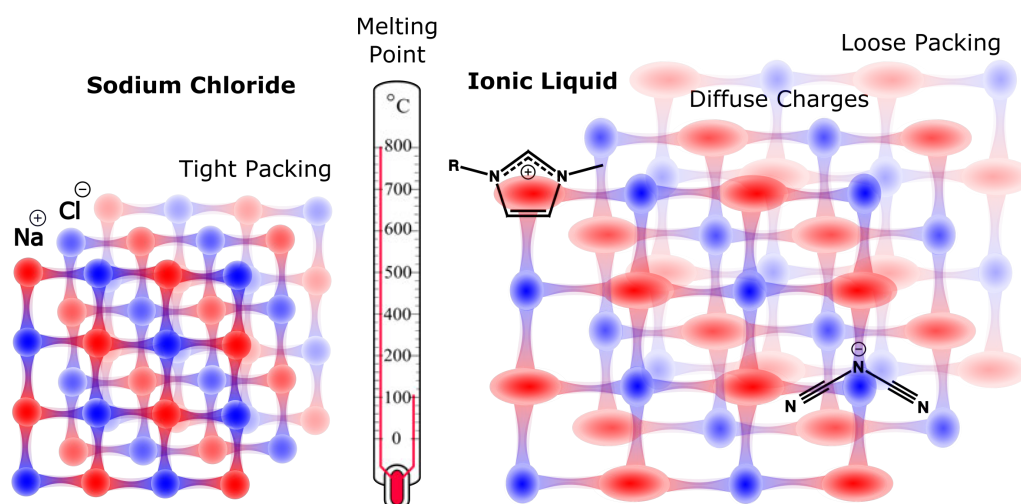 Sodium Chloride
Tight Packing
Cl
⊖
Na
⊕
Melting
Point
°C
800
700
600
500
400
200
100
0
Ionic Liquid
Loose Packing
Diffuse Charges
R
N
⊕
N
⊖
N
N
N